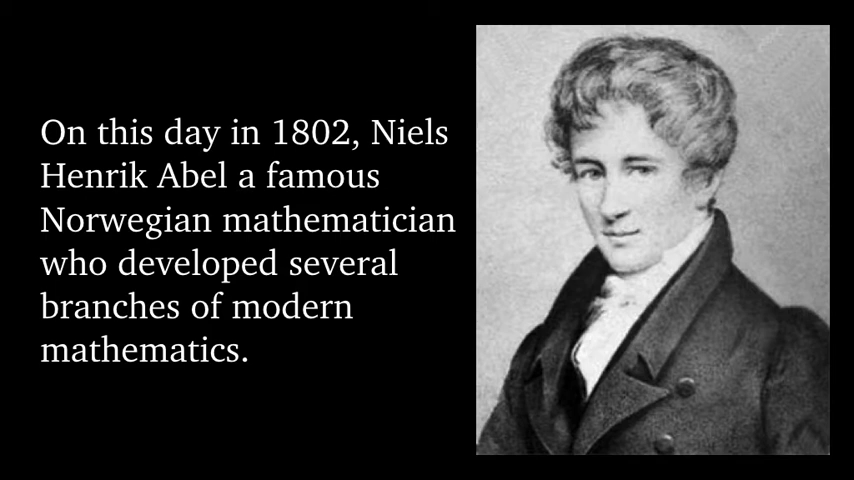 On this day in 1802, Niels
Henrik Abel a famous
Norwegian mathematician
who developed several
branches of modern
mathematics.